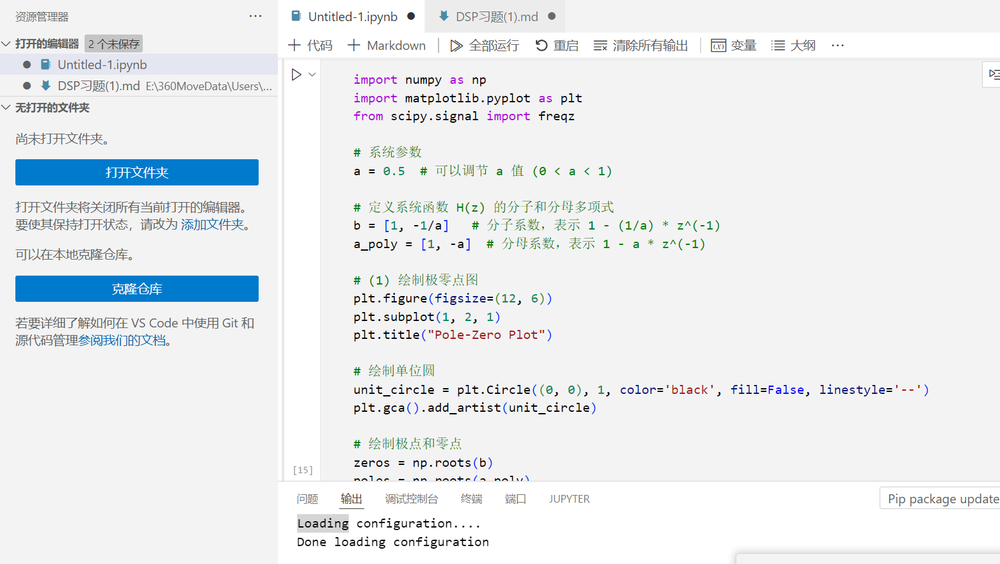 资源管理器
···
打开的编辑器 2 个未保存
Untitled-1.ipynb
DSP习题(1).md E:\360MoveData\Users\...
无打开的文件夹
尚未打开文件夹。
打开文件夹
打开文件夹将关闭所有当前打开的编辑器。
要使其保持打开状态，请改为 添加文件夹。
可以在本地克隆仓库。
克隆仓库
若要详细了解如何在 VS Code 中使用 Git 和
源代码管理参阅我们的文档。
Untitled-1.ipynb
DSP习题(1).md
代码 Markdown 全部运行 重启 清除所有输出 变量 大纲 ···
import numpy as np
import matplotlib.pyplot as plt
from scipy.signal import freqz
# 系统参数
a = 0.5  # 可以调节 a 值 (0 < a < 1)
# 定义系统函数 H(z) 的分子和分母多项式
b = [1, -1/a]   # 分子系数，表示 1 - (1/a) * z^(-1)
a_poly = [1, -a]  # 分母系数，表示 1 - a * z^(-1)
# (1) 绘制极零点图
plt.figure(figsize=(12, 6))
plt.subplot(1, 2, 1)
plt.title("Pole-Zero Plot")
# 绘制单位圆
unit_circle = plt.Circle((0, 0), 1, color='black', fill=False, linestyle='--')
plt.gca().add_artist(unit_circle)
# 绘制极点和零点
zeros = np.roots(b)
poles = np.roots(a_poly)
[15]
问题 输出 调试控制台 终端 端口 JUPYTER
Pip package update
Loading configuration....
Done loading configuration